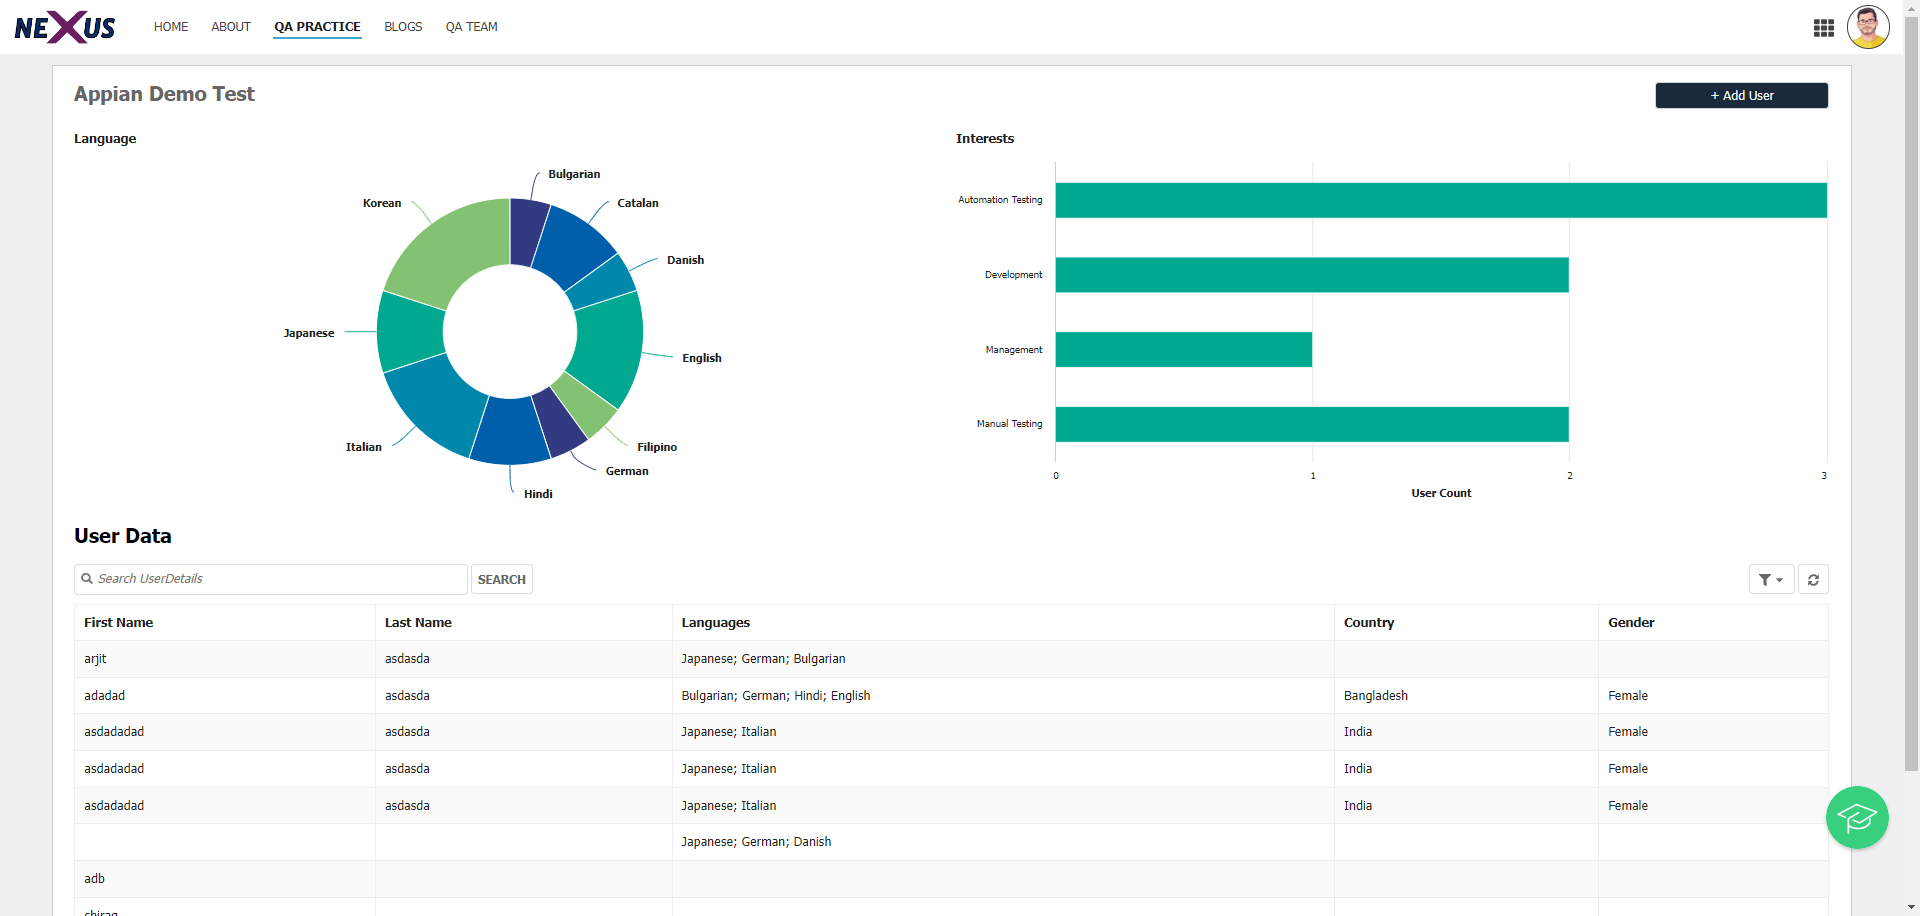 NEXUS HOME ABOUT QA PRACTICE BLOGS QA TEAM
Appian Demo Test
+ Add User
Language
Bulgarian
Catalan
Danish
English
Filipino
German
Hindi
Italian
Japanese
Korean
Interests
Automation Testing
Development
Management
Manual Testing
0 1 2 3
User Count
User Data
Search UserDetails SEARCH
First Name Last Name Languages Country Gender
arjit asdasda Japanese; German; Bulgarian
adadad asdasda Bulgarian; German; Hindi; English Bangladesh Female
asdadadad asdasda Japanese; Italian India Female
asdadadad asdasda Japanese; Italian India Female
asdadadad asdasda Japanese; Italian India Female
Japanese; German; Danish
adb